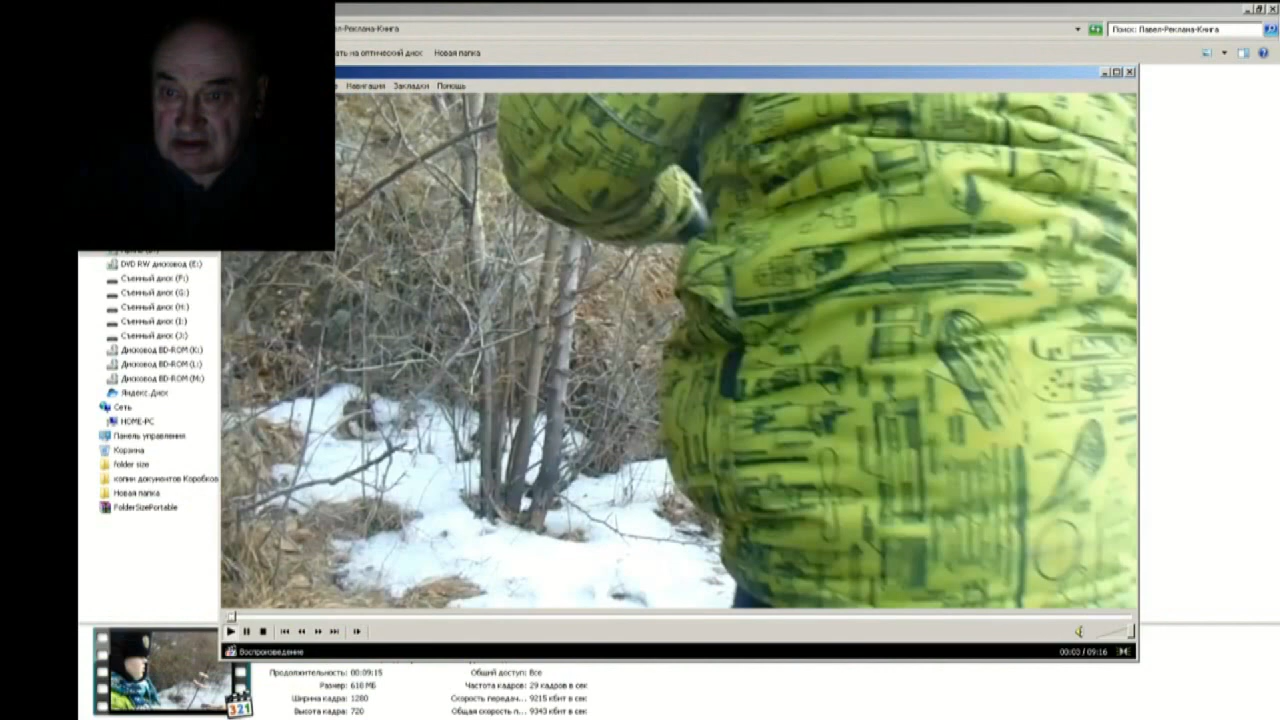 л-Реклана-Книга
Поиск: Павел-Реклана-Книга
ть на оптический диск
Новая папка
Навигация
Закладки
Помощь
DVD RW дисковод (E:)
Съемный диск (F:)
Съемный диск (G:)
Съемный диск (H:)
Съемный диск (I:)
Съемный диск (J:)
Дисковод BD-ROM (K:)
Дисковод BD-ROM (L:)
Дисковод BD-ROM (M:)
Яндекс.Диск
Сеть
HOME-PC
Панель управления
Корзина
folder size
копии документов Коробков
Новая папка
FolderSizePortable
Воспроизведение
00:03 / 09:16
321
Продолжительность: 00:09:15
Общий доступ: Все
Размер: 618 МБ
Частота кадров: 29 кадров в сек
Ширина кадра: 1280
Скорость передач... 9215 кбит в сек
Высота кадра: 720
Общая скорость п... 9343 кбит в сек